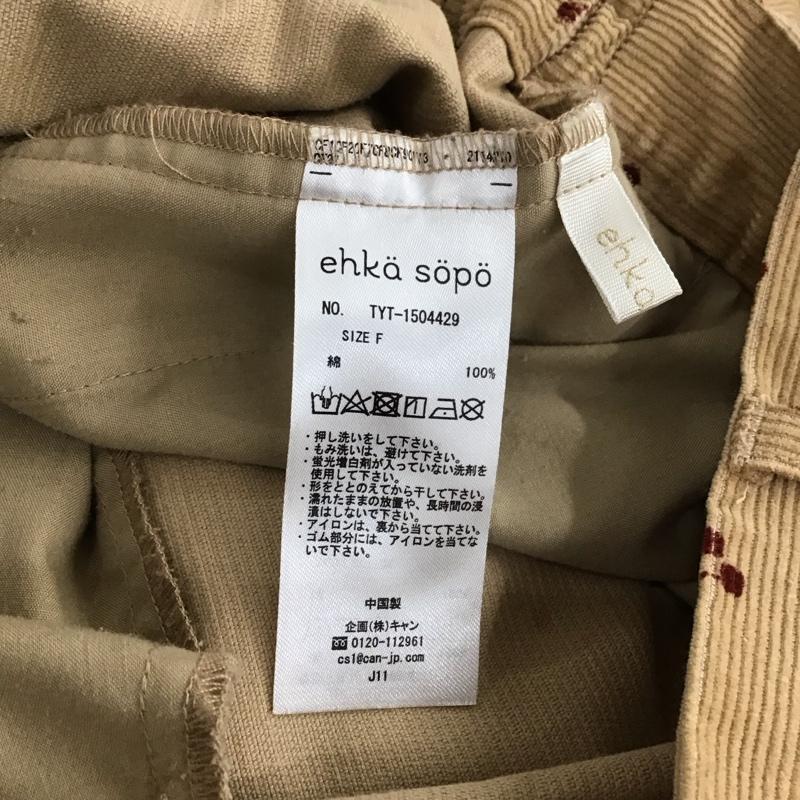 ehkä söpö
ehka
NO. TYT-1504429
SIZE F
綿
100%
・押し洗いをして下さい。
・もみ洗いは、避けて下さい。
・蛍光増白剤が入っていない洗剤を
使用して下さい。
・形をととのえてから干して下さい。
・濡れたままの放置や、長時間の浸
漬はしないで下さい。
・アイロンは、裏から当てて下さい。
・ゴム部分には、アイロンを当てな
いで下さい。
中国製
企画(株)キャン
0120-112961
cs1@can-jp.com
J11